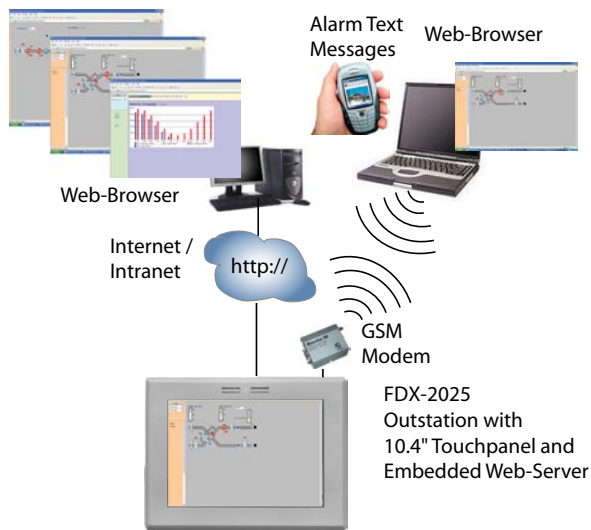 Alarm Text
Messages
Web-Browser
Web-Browser
Internet /
Intranet
http://
GSM
Modem
FDX-2025
Outstation with
10.4" Touchpanel and
Embedded Web-Server